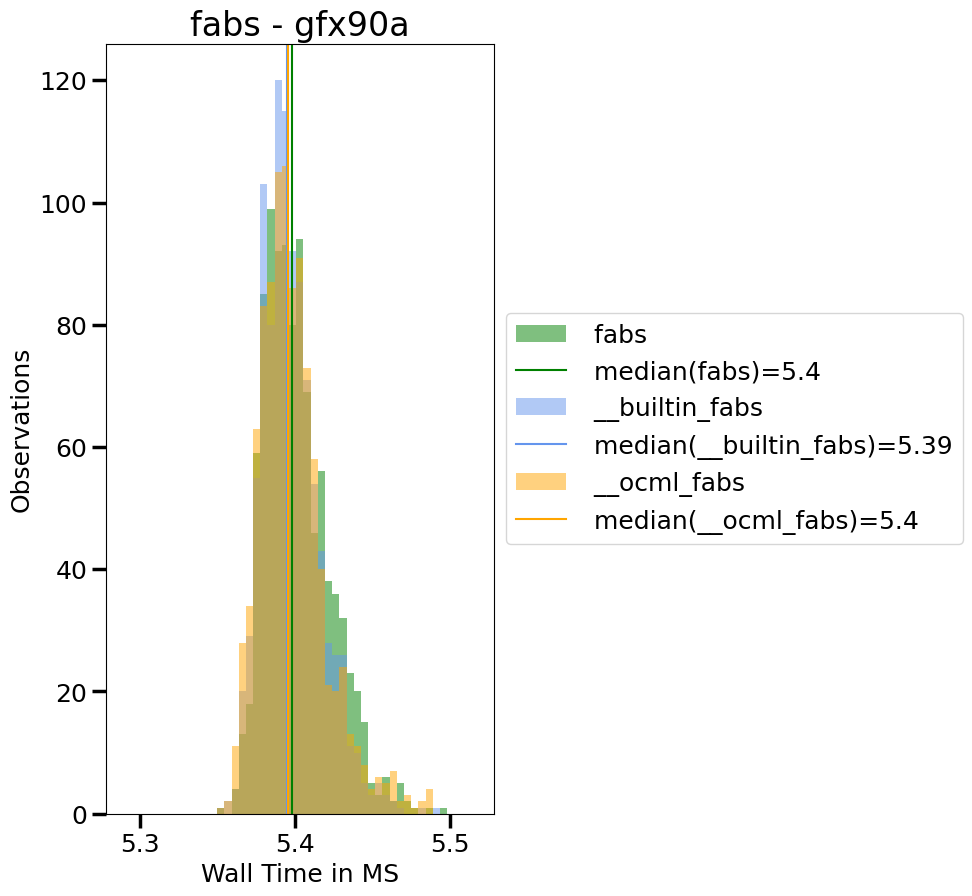 fabs - gfx90a
120
100
80
60
40
20
0
Observations
5.3
5.4
5.5
Wall Time in MS
fabs
median(fabs)=5.4
__builtin_fabs
median(__builtin_fabs)=5.39
__ocml_fabs
median(__ocml_fabs)=5.4